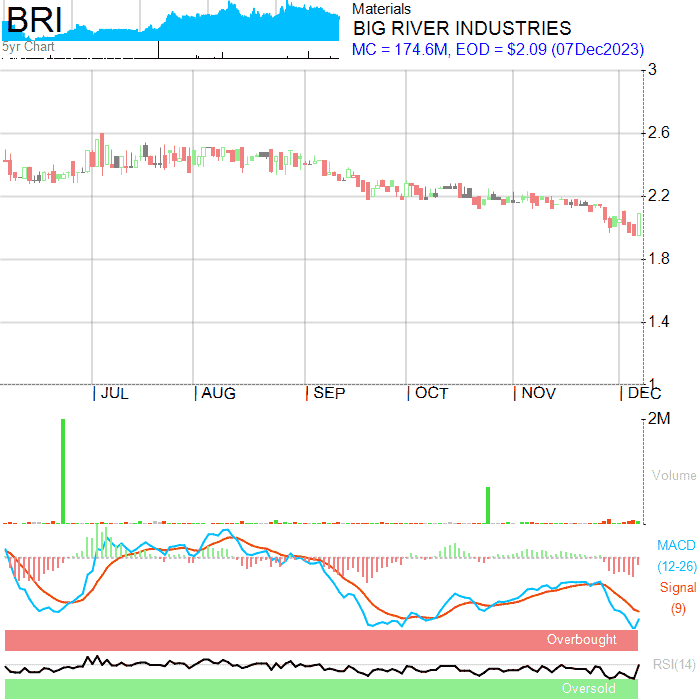 BRI
5yr Chart
Materials
BIG RIVER INDUSTRIES
MC = 174.6M, EOD = $2.09 (07Dec2023)
3
2.6
2.2
1.8
1.4
1
JUL AUG SEP OCT NOV DEC
2M
Volume
MACD
(12-26)
Signal
(9)
Overbought
RSI(14)
Oversold